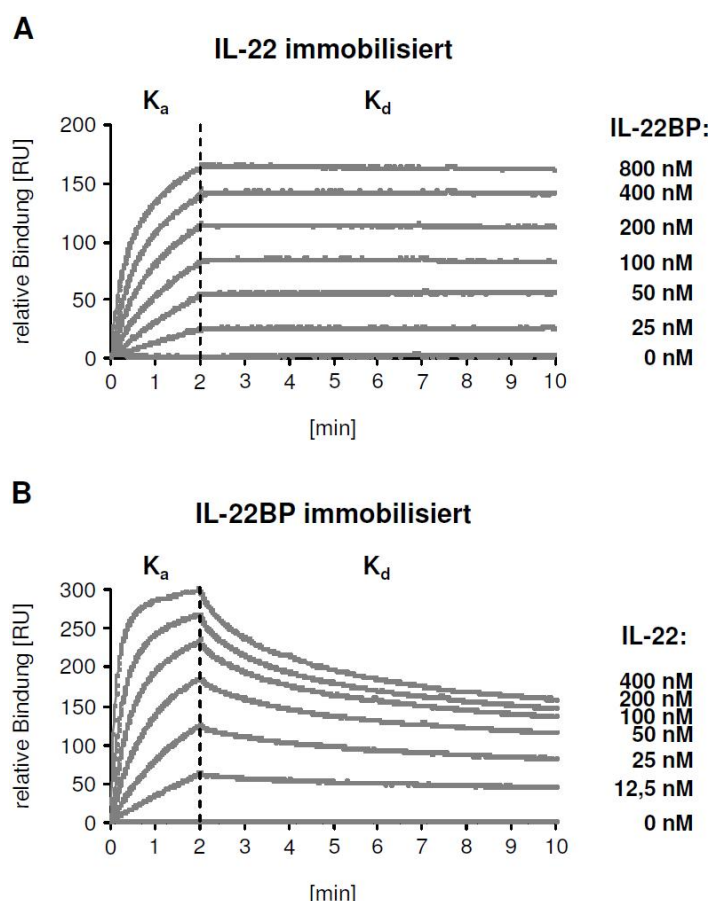 A
IL-22 immobilisiert
Ka Kd
IL-22BP:
relative Bindung [RU]
200
150
100
50
0
800 nM
400 nM
200 nM
100 nM
50 nM
25 nM
0 nM
0 1 2 3 4 5 6 7 8 9 10
[min]
B
IL-22BP immobilisiert
Ka Kd
IL-22:
relative Bindung [RU]
300
250
200
150
100
50
0
400 nM
200 nM
100 nM
50 nM
25 nM
12,5 nM
0 nM
0 1 2 3 4 5 6 7 8 9 10
[min]